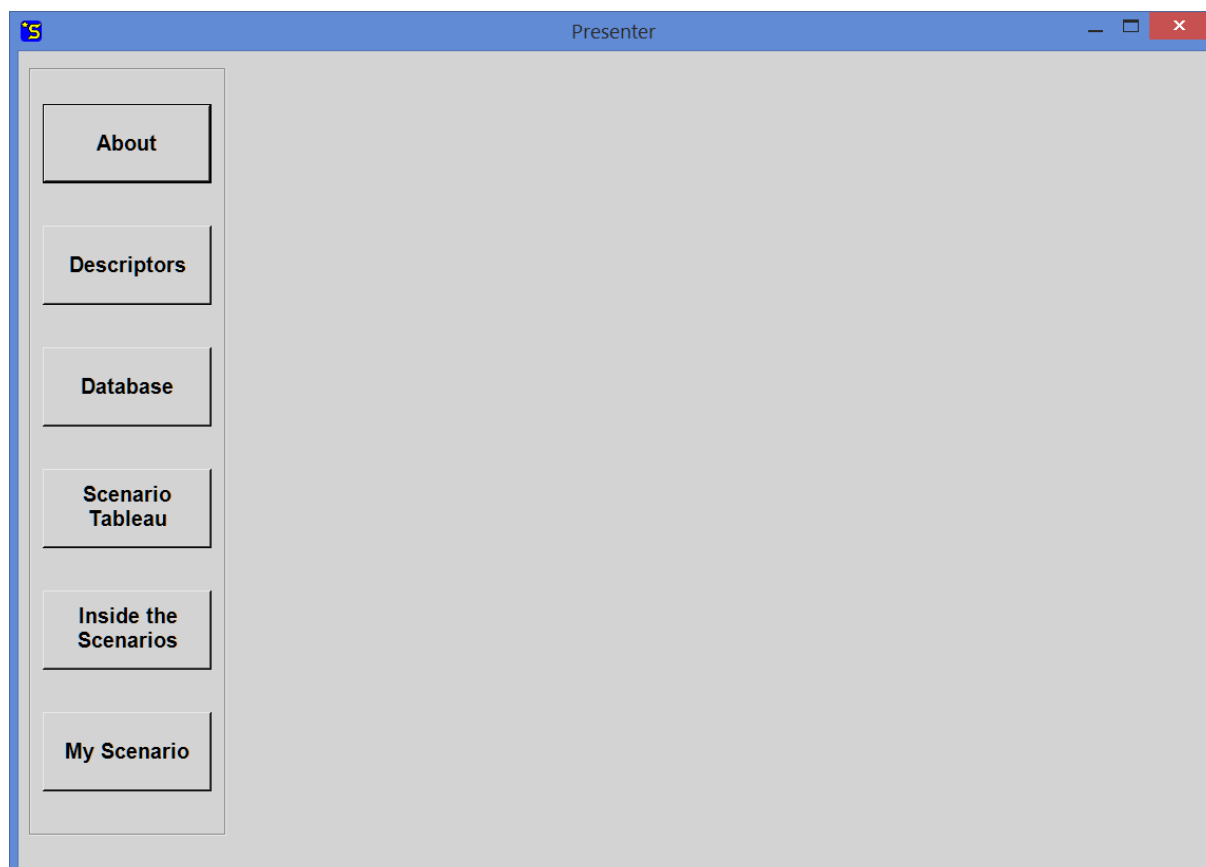 S
Presenter
About
Descriptors
Database
Scenario
Tableau
Inside the
Scenarios
My Scenario